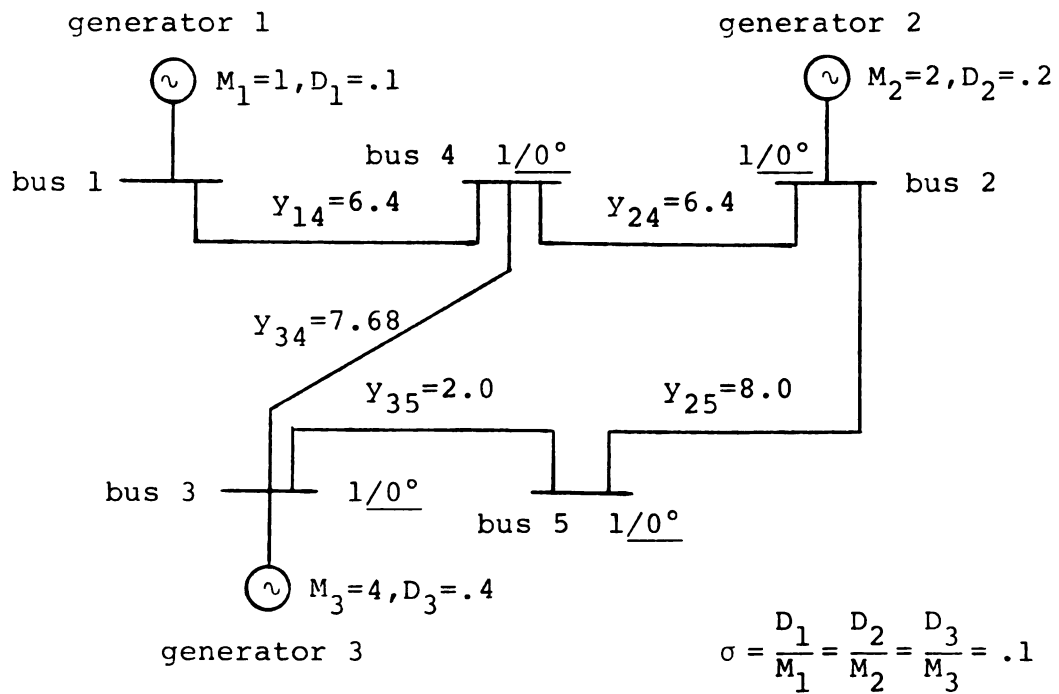 generator 1
generator 2
M₁=1,D₁=.1
M₂=2,D₂=.2
bus 1
bus 4
1/0°
1/0°
bus 2
y₁₄=6.4
y₂₄=6.4
y₃₄=7.68
y₃₅=2.0
y₂₅=8.0
bus 3
1/0°
bus 5
1/0°
M₃=4,D₃=.4
generator 3
σ = D₁/M₁ = D₂/M₂ = D₃/M₃ = .1